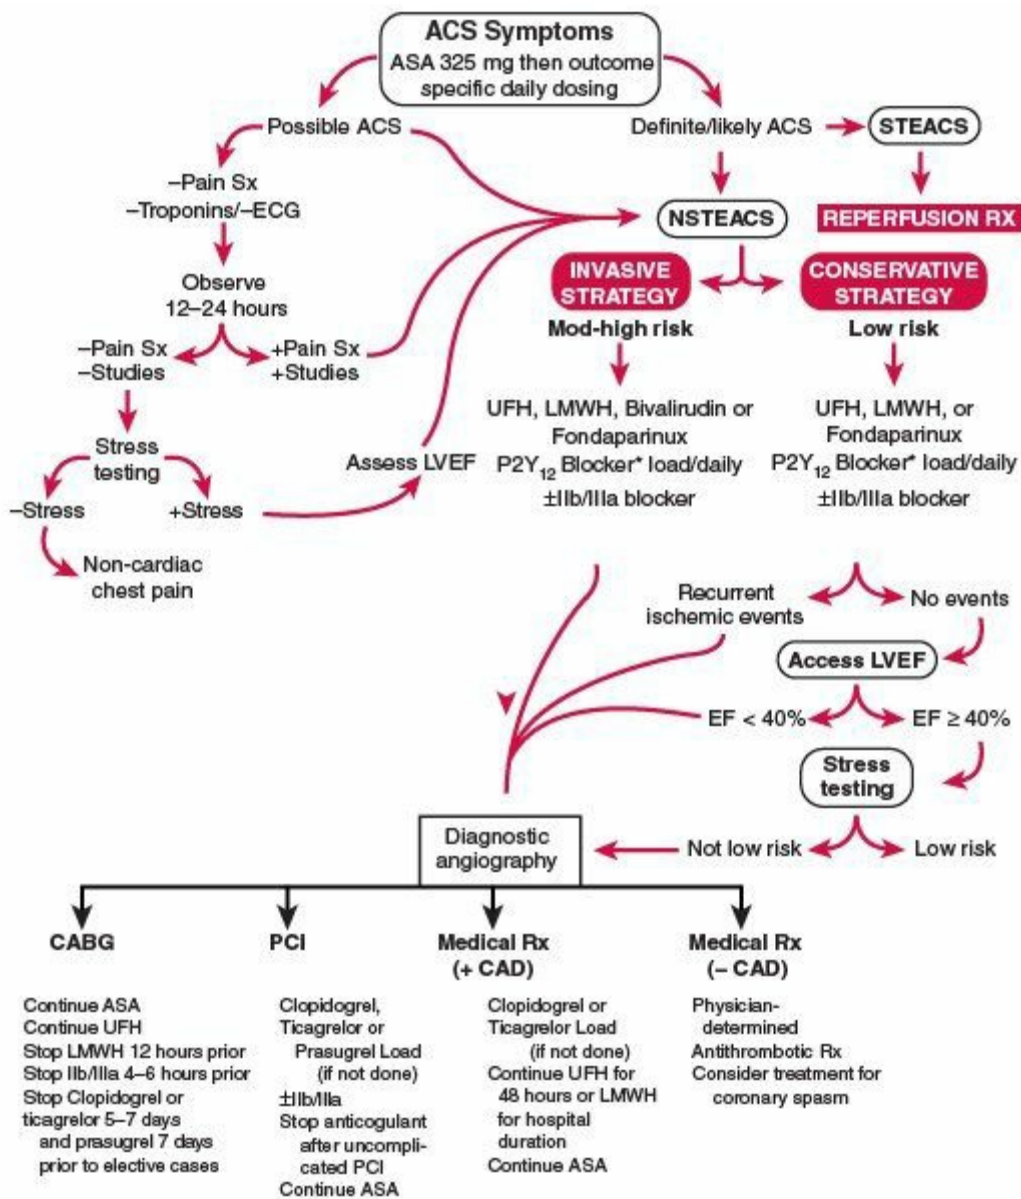 ACS Symptoms
ASA 325 mg then outcome
specific daily dosing
Possible ACS
Definite/likely ACS
STEACS
–Pain Sx
–Troponins/–ECG
NSTEACS
REPERFUSION RX
Observe
12–24 hours
INVASIVE
STRATEGY
Mod-high risk
CONSERVATIVE
STRATEGY
Low risk
–Pain Sx
–Studies
+Pain Sx
+Studies
UFH, LMWH, Bivalirudin or
Fondaparinux
P2Y12 Blocker* load/daily
±IIb/IIIa blocker
UFH, LMWH, or
Fondaparinux
P2Y12 Blocker* load/daily
±IIb/IIIa blocker
Stress
testing
Assess LVEF
–Stress
+Stress
Non-cardiac
chest pain
Recurrent
ischemic events
No events
Access LVEF
EF < 40%
EF ≥ 40%
Stress
testing
Diagnostic
angiography
Not low risk
Low risk
CABG
Continue ASA
Continue UFH
Stop LMWH 12 hours prior
Stop IIb/IIIa 4–6 hours prior
Stop Clopidogrel or
ticagrelor 5–7 days
and prasugrel 7 days
prior to elective cases
PCI
Clopidogrel,
Ticagrelor or
Prasugrel Load
(if not done)
±IIb/IIIa
Stop anticogulant
after uncompli-
cated PCI
Continue ASA
Medical Rx
(+ CAD)
Clopidogrel or
Ticagrelor Load
(if not done)
Continue UFH for
48 hours or LMWH
for hospital
duration
Continue ASA
Medical Rx
(– CAD)
Physician-
determined
Antithrombotic Rx
Consider treatment for
coronary spasm